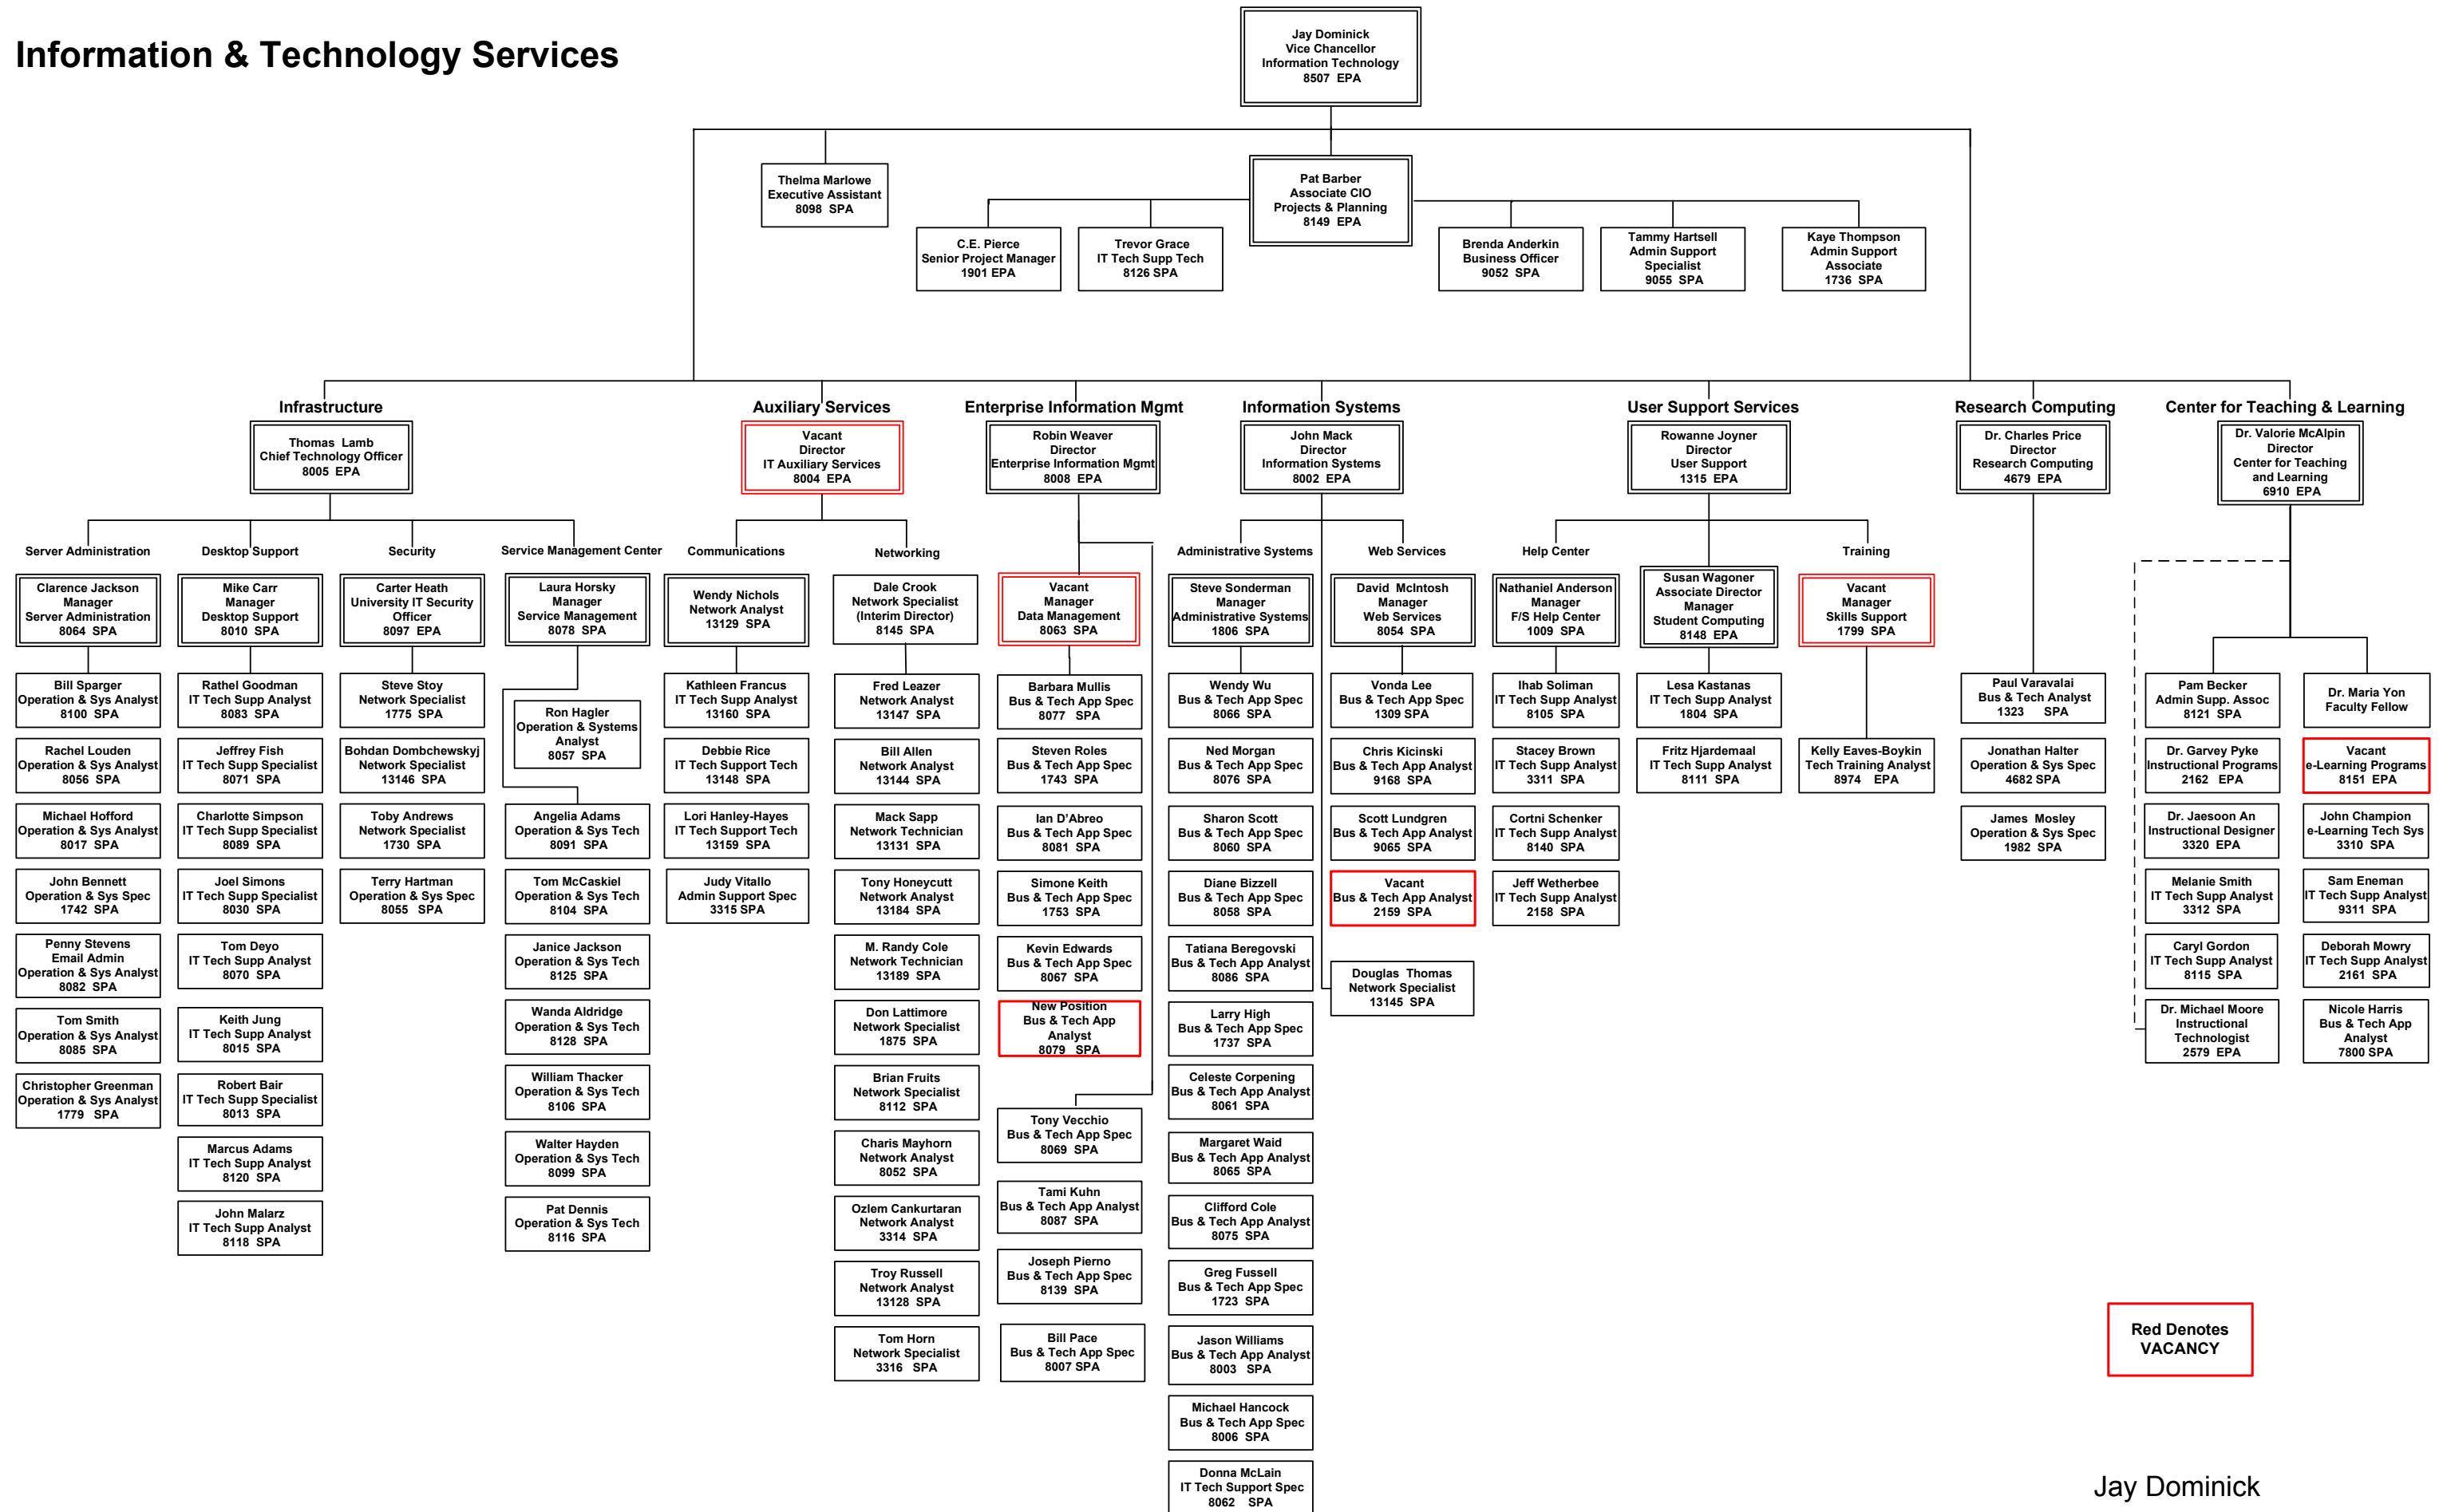 Information & Technology Services
Jay Dominick
Vice Chancellor
Information Technology
8507 EPA
Thelma Marlowe
Executive Assistant
8098 SPA
Pat Barber
Associate CIO
Projects & Planning
8149 EPA
C.E. Pierce
Senior Project Manager
1901 EPA
Trevor Grace
IT Tech Supp Tech
8126 SPA
Brenda Anderkin
Business Officer
9052 SPA
Tammy Hartsell
Admin Support
Specialist
9055 SPA
Kaye Thompson
Admin Support
Associate
1736 SPA
Infrastructure
Thomas Lamb
Chief Technology Officer
8005 EPA
Server Administration
Clarence Jackson
Manager
Server Administration
8064 SPA
Bill Sparger
Operation & Sys Analyst
8100 SPA
Rachel Louden
Operation & Sys Analyst
8056 SPA
Michael Hofford
Operation & Sys Analyst
8017 SPA
John Bennett
Operation & Sys Spec
1742 SPA
Penny Stevens
Email Admin
Operation & Sys Analyst
8082 SPA
Tom Smith
Operation & Sys Analyst
8085 SPA
Christopher Greenman
Operation & Sys Analyst
1779 SPA
Desktop Support
Mike Carr
Manager
Desktop Support
8010 SPA
Rathel Goodman
IT Tech Supp Analyst
8083 SPA
Jeffrey Fish
IT Tech Supp Specialist
8071 SPA
Charlotte Simpson
IT Tech Supp Specialist
8089 SPA
Joel Simons
IT Tech Supp Specialist
8030 SPA
Tom Deyo
IT Tech Supp Analyst
8070 SPA
Keith Jung
IT Tech Supp Analyst
8015 SPA
Robert Bair
IT Tech Supp Specialist
8013 SPA
Marcus Adams
IT Tech Supp Analyst
8120 SPA
John Malarz
IT Tech Supp Analyst
8118 SPA
Security
Carter Heath
University IT Security
Officer
8097 EPA
Steve Stoy
Network Specialist
1775 SPA
Bohdan Dombchewskyj
Network Specialist
13146 SPA
Toby Andrews
Network Specialist
1730 SPA
Terry Hartman
Operation & Sys Spec
8055 SPA
Service Management Center
Laura Horsky
Manager
Service Management
8078 SPA
Ron Hagler
Operation & Systems
Analyst
8057 SPA
Angelia Adams
Operation & Sys Tech
8091 SPA
Tom McCaskiel
Operation & Sys Tech
8104 SPA
Janice Jackson
Operation & Sys Tech
8125 SPA
Wanda Aldridge
Operation & Sys Tech
8128 SPA
William Thacker
Operation & Sys Tech
8106 SPA
Walter Hayden
Operation & Sys Tech
8099 SPA
Pat Dennis
Operation & Sys Tech
8116 SPA
Auxiliary Services
Vacant
Director
IT Auxiliary Services
8004 EPA
Communications
Wendy Nichols
Network Analyst
13129 SPA
Kathleen Francus
IT Tech Supp Analyst
13160 SPA
Debbie Rice
IT Tech Support Tech
13148 SPA
Lori Hanley-Hayes
IT Tech Support Tech
13159 SPA
Judy Vitallo
Admin Support Spec
3315 SPA
Networking
Dale Crook
Network Specialist
(Interim Director)
8145 SPA
Fred Leazer
Network Analyst
13147 SPA
Bill Allen
Network Analyst
13144 SPA
Mack Sapp
Network Technician
13131 SPA
Tony Honeycutt
Network Analyst
13184 SPA
M. Randy Cole
Network Technician
13189 SPA
Don Lattimore
Network Specialist
1875 SPA
Brian Fruits
Network Specialist
8112 SPA
Charis Mayhorn
Network Analyst
8052 SPA
Ozlem Cankurtaran
Network Analyst
3314 SPA
Troy Russell
Network Analyst
13128 SPA
Tom Horn
Network Specialist
3316 SPA
Enterprise Information Mgmt
Robin Weaver
Director
Enterprise Information Mgmt
8008 EPA
Vacant
Manager
Data Management
8063 SPA
Barbara Mullis
Bus & Tech App Spec
8077 SPA
Steven Roles
Bus & Tech App Spec
1743 SPA
Ian D'Abreo
Bus & Tech App Spec
8081 SPA
Simone Keith
Bus & Tech App Spec
1753 SPA
Kevin Edwards
Bus & Tech App Spec
8067 SPA
New Position
Bus & Tech App
Analyst
8079 SPA
Tony Vecchio
Bus & Tech App Spec
8069 SPA
Tami Kuhn
Bus & Tech App Analyst
8087 SPA
Joseph Pierno
Bus & Tech App Spec
8139 SPA
Bill Pace
Bus & Tech App Spec
8007 SPA
Information Systems
John Mack
Director
Information Systems
8002 EPA
Administrative Systems
Steve Sonderman
Manager
Administrative Systems
1806 SPA
Wendy Wu
Bus & Tech App Spec
8066 SPA
Ned Morgan
Bus & Tech App Spec
8076 SPA
Sharon Scott
Bus & Tech App Spec
8060 SPA
Diane Bizzell
Bus & Tech App Spec
8058 SPA
Tatiana Beregovski
Bus & Tech App Analyst
8086 SPA
Larry High
Bus & Tech App Spec
1737 SPA
Celeste Corpening
Bus & Tech App Analyst
8061 SPA
Margaret Waid
Bus & Tech App Analyst
8065 SPA
Clifford Cole
Bus & Tech App Analyst
8075 SPA
Greg Fussell
Bus & Tech App Spec
1723 SPA
Jason Williams
Bus & Tech App Analyst
8003 SPA
Michael Hancock
Bus & Tech App Spec
8006 SPA
Donna McLain
IT Tech Support Spec
8062 SPA
Web Services
David McIntosh
Manager
Web Services
8054 SPA
Vonda Lee
Bus & Tech App Spec
1309 SPA
Chris Kicinski
Bus & Tech App Analyst
9168 SPA
Scott Lundgren
Bus & Tech App Analyst
9065 SPA
Vacant
Bus & Tech App Analyst
2159 SPA
Douglas Thomas
Network Specialist
13145 SPA
User Support Services
Rowanne Joyner
Director
User Support
1315 EPA
Help Center
Nathaniel Anderson
Manager
F/S Help Center
1009 SPA
Ihab Soliman
IT Tech Supp Analyst
8105 SPA
Stacey Brown
IT Tech Supp Analyst
3311 SPA
Cortni Schenker
IT Tech Supp Analyst
8140 SPA
Jeff Wetherbee
IT Tech Supp Analyst
2158 SPA
Susan Wagoner
Associate Director
Manager
Student Computing
8148 EPA
Lesa Kastanas
IT Tech Supp Analyst
1804 SPA
Fritz Hjardemaal
IT Tech Supp Analyst
8111 SPA
Training
Vacant
Manager
Skills Support
1799 SPA
Kelly Eaves-Boykin
Tech Training Analyst
8974 EPA
Research Computing
Dr. Charles Price
Director
Research Computing
4679 EPA
Paul Varavalai
Bus & Tech Analyst
1323 SPA
Jonathan Halter
Operation & Sys Spec
4682 SPA
James Mosley
Operation & Sys Spec
1982 SPA
Center for Teaching & Learning
Dr. Valorie McAlpin
Director
Center for Teaching
and Learning
6910 EPA
Pam Becker
Admin Supp. Assoc
8121 SPA
Dr. Garvey Pyke
Instructional Programs
2162 EPA
Dr. Jaesoon An
Instructional Designer
3320 EPA
Melanie Smith
IT Tech Supp Analyst
3312 SPA
Caryl Gordon
IT Tech Supp Analyst
8115 SPA
Dr. Michael Moore
Instructional
Technologist
2579 EPA
Dr. Maria Yon
Faculty Fellow
Vacant
e-Learning Programs
8151 EPA
John Champion
e-Learning Tech Sys
3310 SPA
Sam Eneman
IT Tech Supp Analyst
9311 SPA
Deborah Mowry
IT Tech Supp Analyst
2161 SPA
Nicole Harris
Bus & Tech App
Analyst
7800 SPA
Red Denotes
VACANCY
Jay Dominick